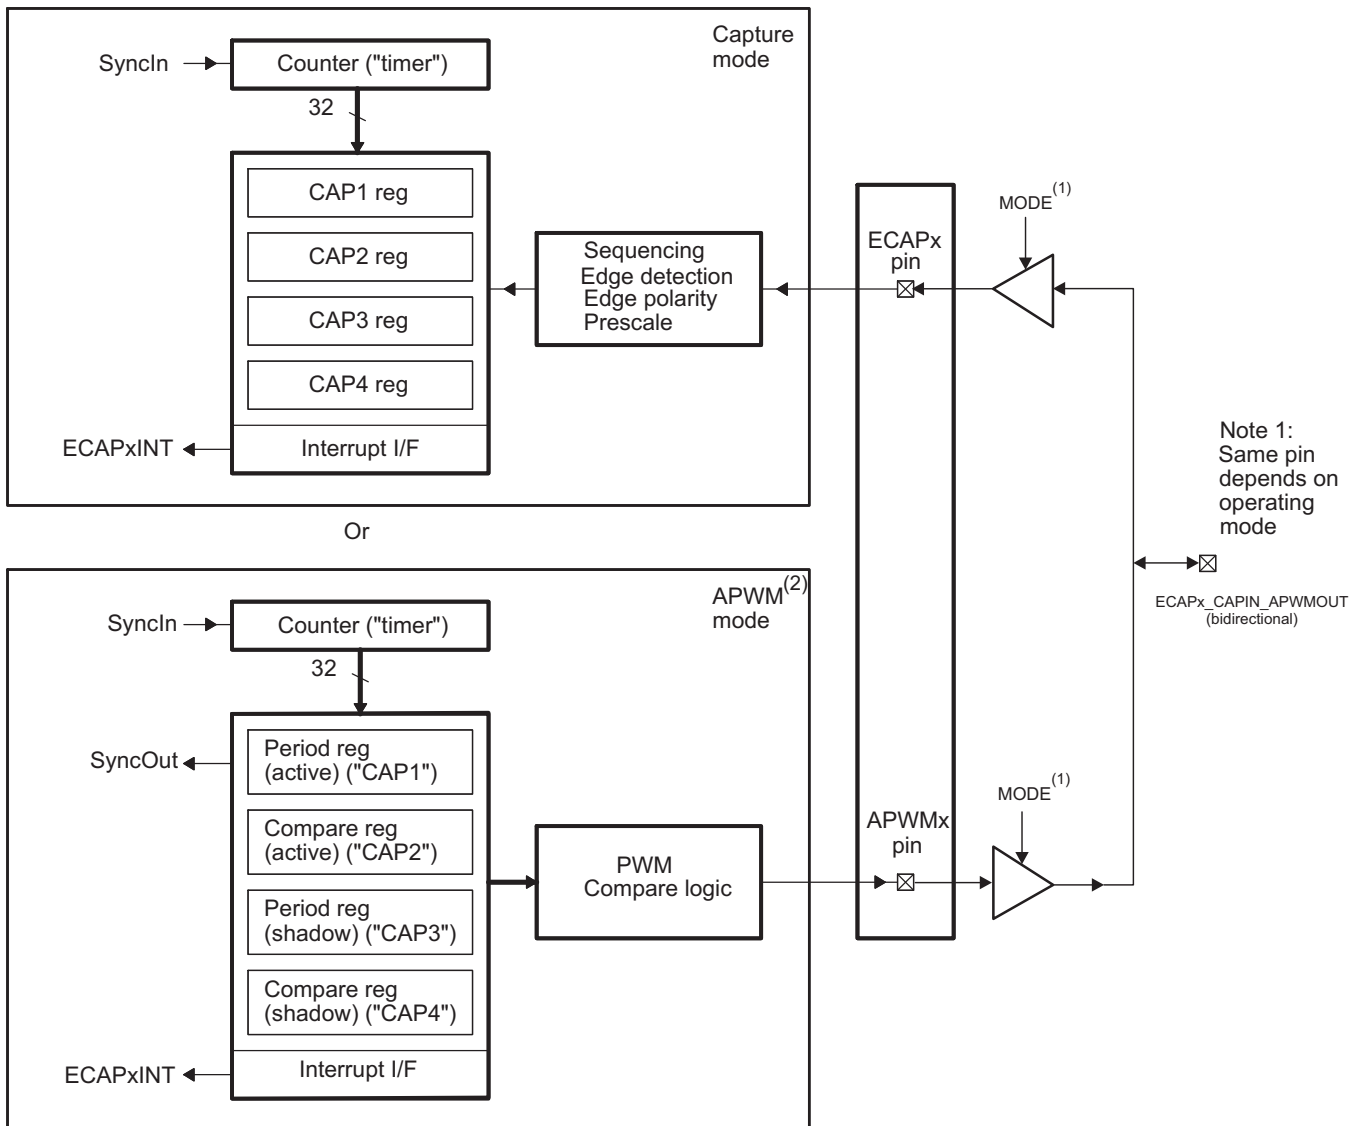 Capture
mode
SyncIn
Counter ("timer")
32
CAP1 reg
CAP2 reg
CAP3 reg
CAP4 reg
Interrupt I/F
ECAPxINT
Sequencing
Edge detection
Edge polarity
Prescale
ECAPx
pin
MODE(1)
Note 1:
Same pin
depends on
operating
mode
ECAPx_CAPIN_APWMOUT
(bidirectional)
Or
APWM(2)
mode
SyncIn
Counter ("timer")
32
SyncOut
Period reg
(active) ("CAP1")
Compare reg
(active) ("CAP2")
Period reg
(shadow) ("CAP3")
Compare reg
(shadow) ("CAP4")
Interrupt I/F
ECAPxINT
PWM
Compare logic
APWMx
pin
MODE(1)